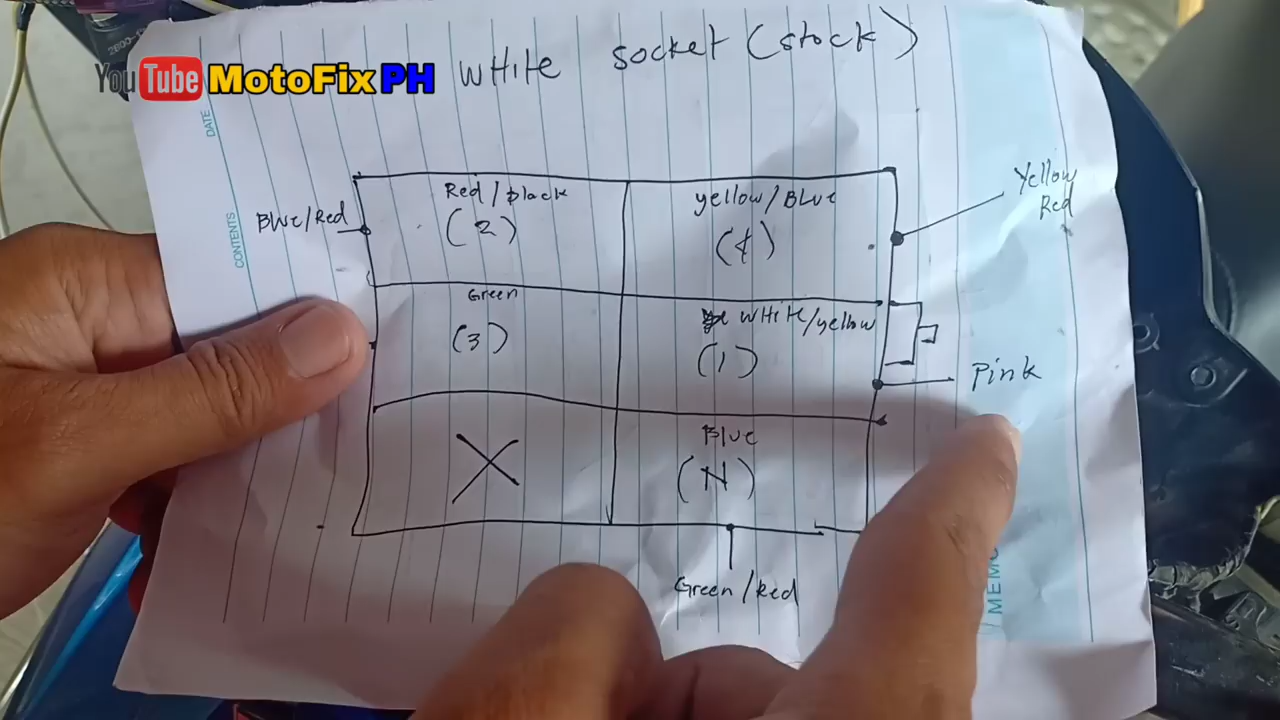 YouTube MotoFixPH
WHITE socket (stock)
DATE
CONTENTS
Red/black
yellow/BLUE
Yellow
Red
Blue/Red
(2)
(4)
Green
WHITE/yellow
(3)
(1)
Pink
Blue
X
(N)
Green/Red
MEMO